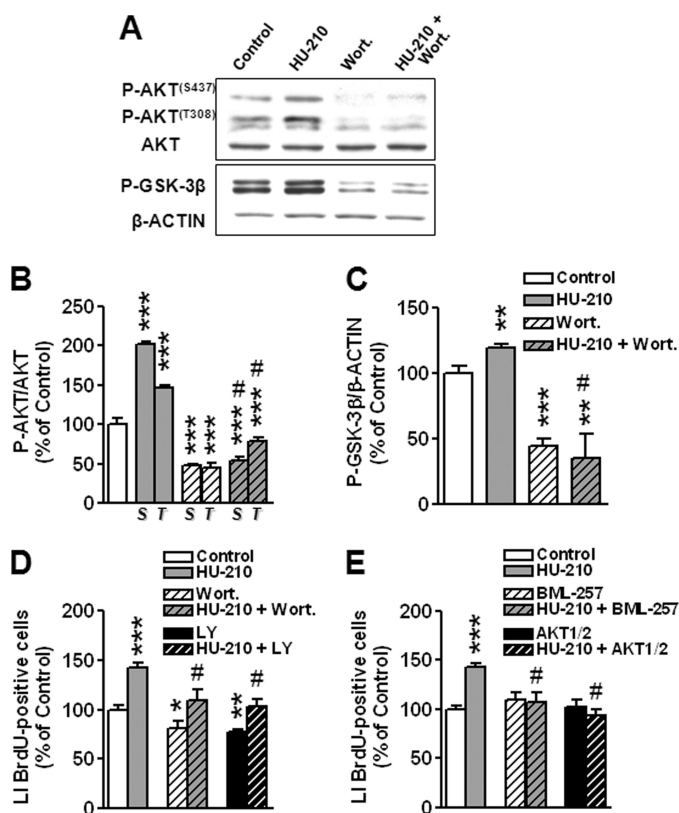 A
Control
HU-210
Wort.
HU-210 + Wort.
P-AKT(S437)
P-AKT(T308)
AKT
P-GSK-3β
β-ACTIN
B
P-AKT/AKT
(% of Control)
250
200
150
100
50
0
***
***
***
***
#
***
#
***
S T S T S T
C
Control
HU-210
Wort.
HU-210 + Wort.
P-GSK-3β/β-ACTIN
(% of Control)
150
100
50
0
**
***
#
**
D
Control
HU-210
Wort.
HU-210 + Wort.
LY
HU-210 + LY
LI BrdU-positive cells
(% of Control)
200
150
100
50
0
***
*
#
**
#
E
Control
HU-210
BML-257
HU-210 + BML-257
AKT1/2
HU-210 + AKT1/2
LI BrdU-positive cells
(% of Control)
200
150
100
50
0
***
#
#